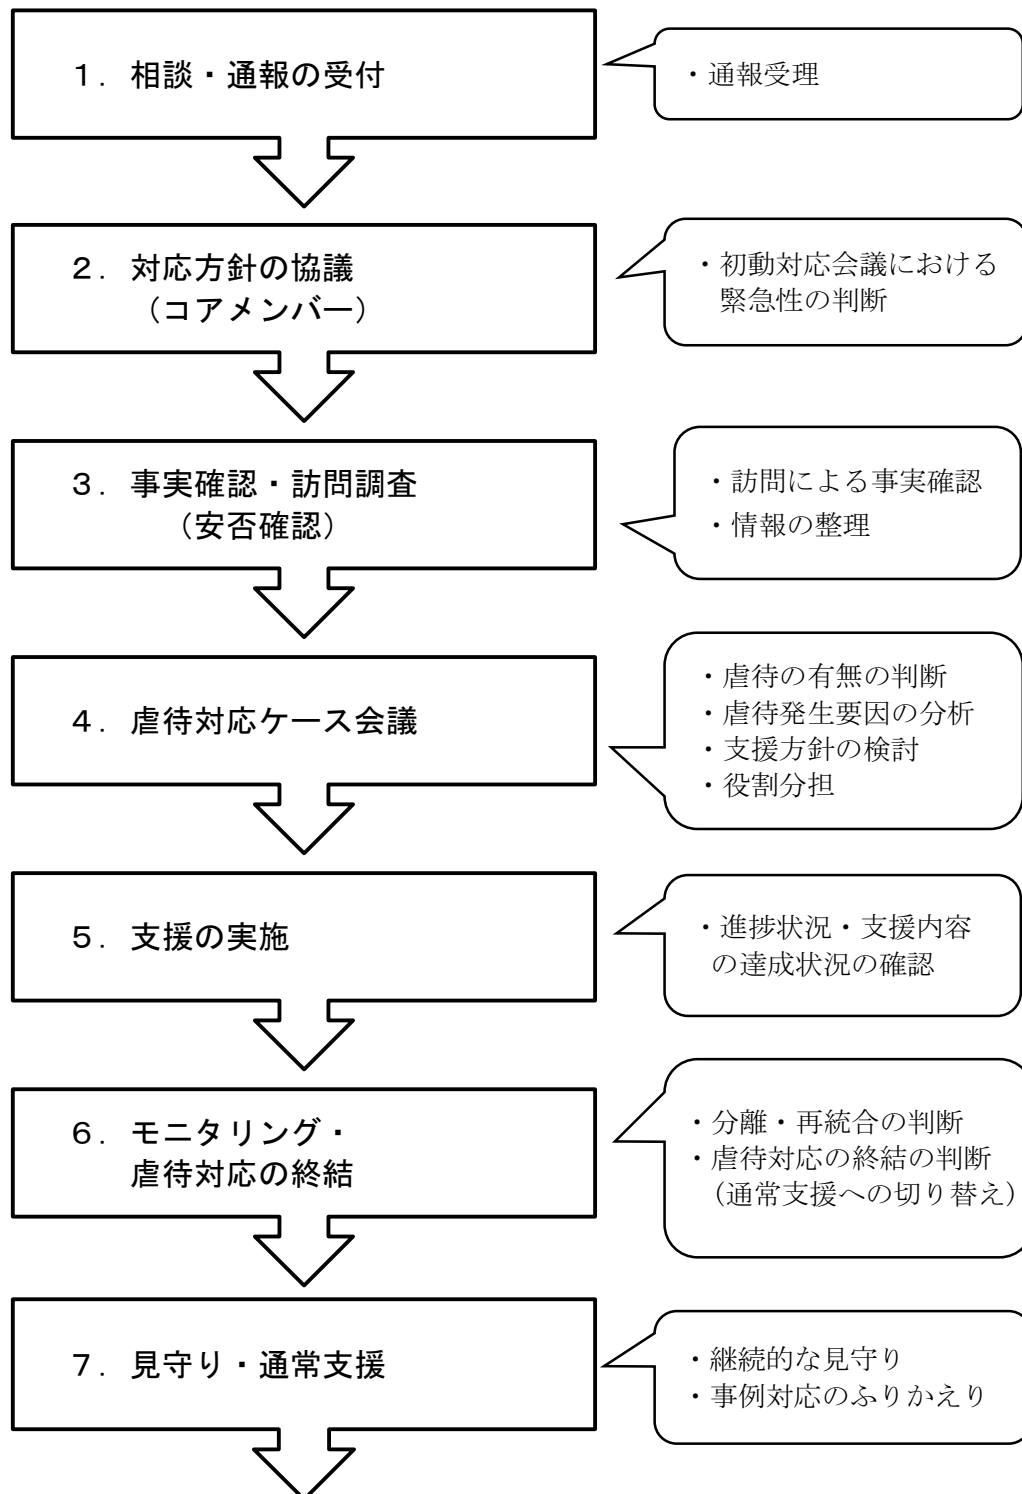 １．相談・通報の受付
・通報受理
２．対応方針の協議
（コアメンバー）
・初動対応会議における
緊急性の判断
３．事実確認・訪問調査
（安否確認）
・訪問による事実確認
・情報の整理
４．虐待対応ケース会議
・虐待の有無の判断
・虐待発生要因の分析
・支援方針の検討
・役割分担
５．支援の実施
・進捗状況・支援内容
の達成状況の確認
６．モニタリング・
虐待対応の終結
・分離・再統合の判断
・虐待対応の終結の判断
（通常支援への切り替え）
７．見守り・通常支援
・継続的な見守り
・事例対応のふりかえり